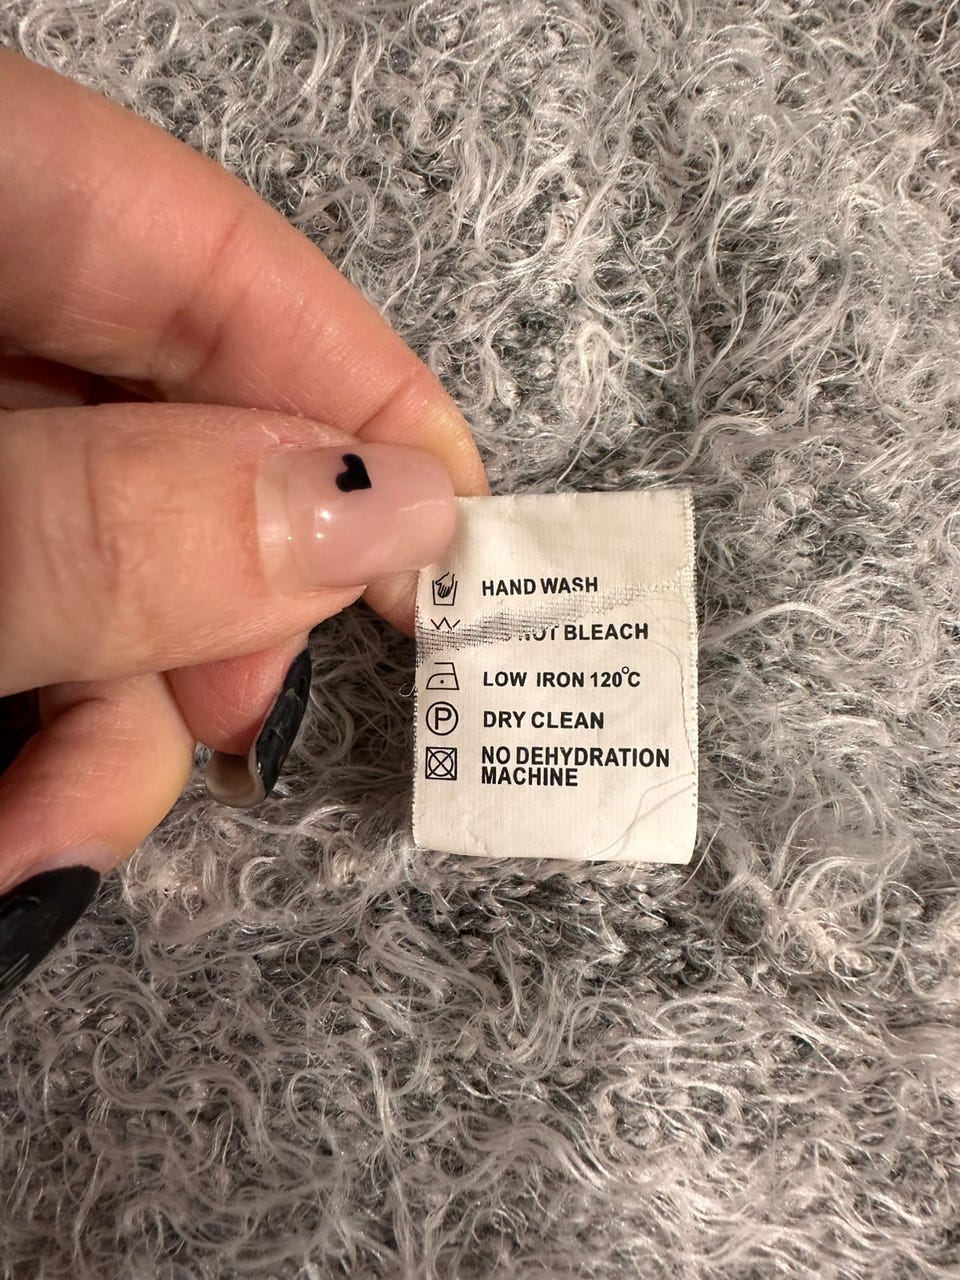 HAND WASH
NOT BLEACH
LOW IRON 120°C
P
DRY CLEAN
NO DEHYDRATION
MACHINE